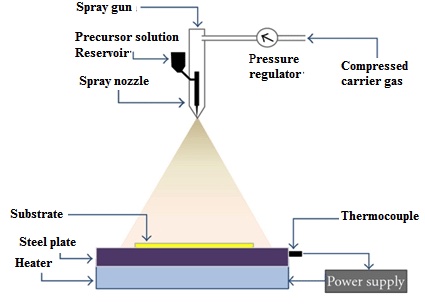 Spray gun
Precursor solution
Reservoir
Spray nozzle
Pressure
regulator
Compressed
carrier gas
Substrate
Thermocouple
Steel plate
Heater
Power supply